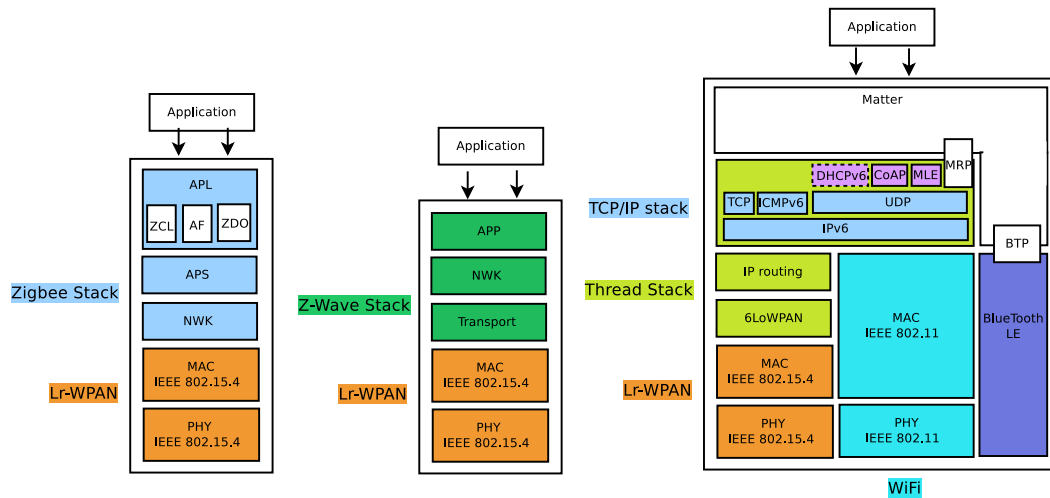 Application
APL
ZCL
AF
ZDO
APS
NWK
MAC
IEEE 802.15.4
PHY
IEEE 802.15.4
Zigbee Stack
Lr-WPAN
Application
APP
NWK
Transport
MAC
IEEE 802.15.4
PHY
IEEE 802.15.4
Z-Wave Stack
Lr-WPAN
Application
Matter
MRP
DHCPv6
CoAP
MLE
TCP
ICMPv6
UDP
IPv6
BTP
IP routing
6LoWPAN
MAC
IEEE 802.15.4
PHY
IEEE 802.15.4
MAC
IEEE 802.11
PHY
IEEE 802.11
BlueTooth
LE
TCP/IP stack
Thread Stack
Lr-WPAN
WiFi